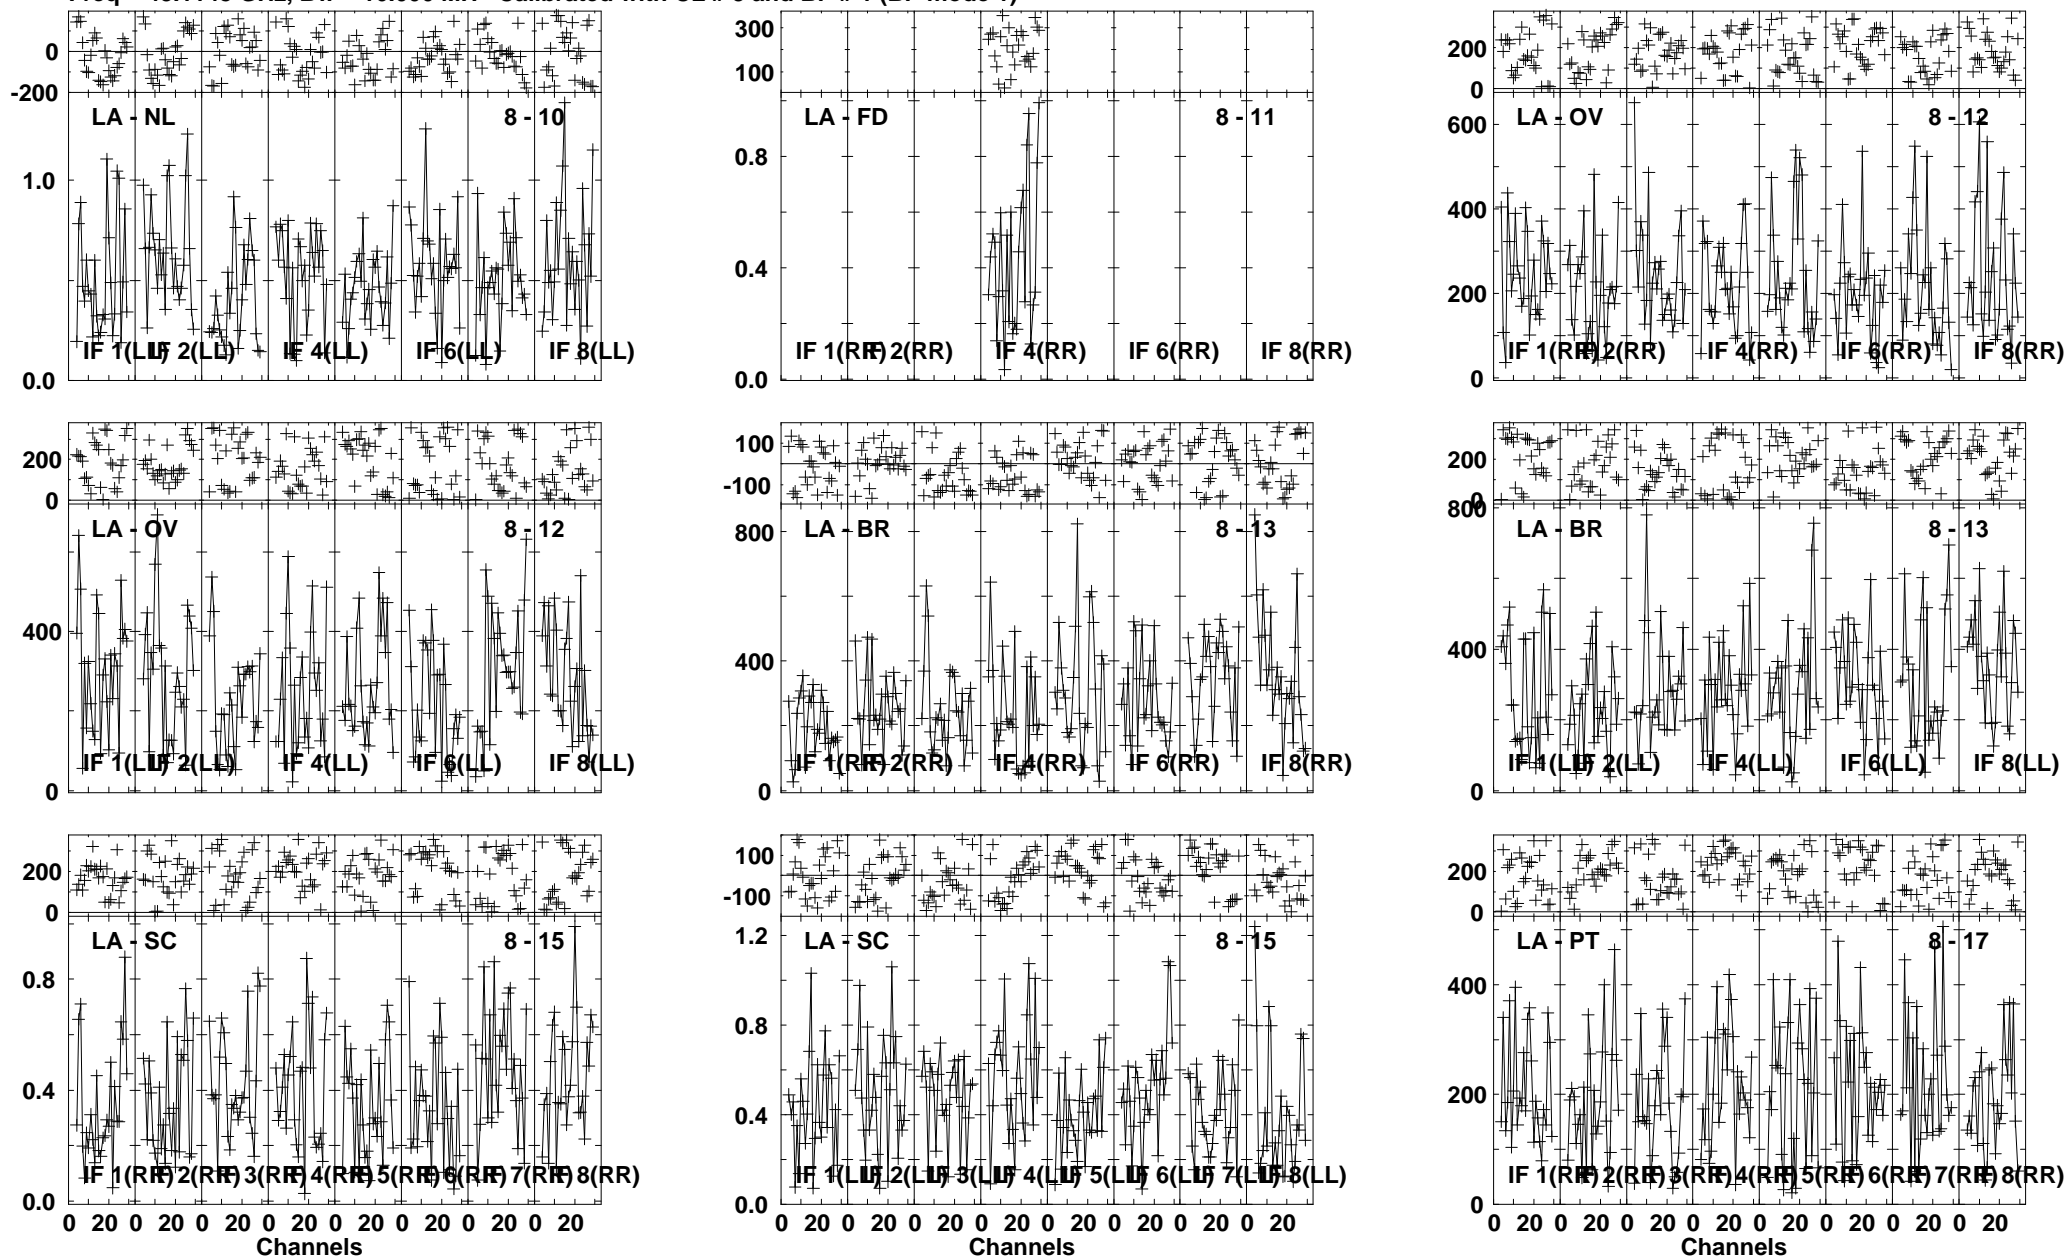 0
-200
LA - NL
8 - 10
1.0
0.0
IF 1(LL)
IF 2(LL)
IF 4(LL)
IF 6(LL)
IF 8(LL)
300
100
LA - FD
8 - 11
0.8
0.4
0.0
IF 1(RR)
IF 2(RR)
IF 4(RR)
IF 6(RR)
IF 8(RR)
200
0
LA - OV
8 - 12
600
400
200
0
IF 1(RR)
IF 2(RR)
IF 4(RR)
IF 6(RR)
IF 8(RR)
200
0
LA - OV
8 - 12
400
0
IF 1(LL)
IF 2(LL)
IF 4(LL)
IF 6(LL)
IF 8(LL)
100
-100
LA - BR
8 - 13
800
400
0
IF 1(RR)
IF 2(RR)
IF 4(RR)
IF 6(RR)
IF 8(RR)
200
0
800
LA - BR
8 - 13
400
0
IF 1(LL)
IF 2(LL)
IF 4(LL)
IF 6(LL)
IF 8(LL)
200
0
LA - SC
8 - 15
0.8
0.4
0.0
IF 1(RR)
IF 2(RR)
IF 3(RR)
IF 4(RR)
IF 5(RR)
IF 6(RR)
IF 7(RR)
IF 8(RR)
0 20 0 20 0 20 0 20 0 20 0 20 0 20 0 20
Channels
100
-100
LA - SC
8 - 15
1.2
0.8
0.4
0.0
IF 1(LL)
IF 2(LL)
IF 3(LL)
IF 4(LL)
IF 5(LL)
IF 6(LL)
IF 7(LL)
IF 8(LL)
0 20 0 20 0 20 0 20 0 20 0 20 0 20 0 20
Channels
200
0
LA - PT
8 - 17
400
200
0
IF 1(RR)
IF 2(RR)
IF 3(RR)
IF 4(RR)
IF 5(RR)
IF 6(RR)
IF 7(RR)
IF 8(RR)
0 20 0 20 0 20 0 20 0 20 0 20 0 20 0 20
Channels